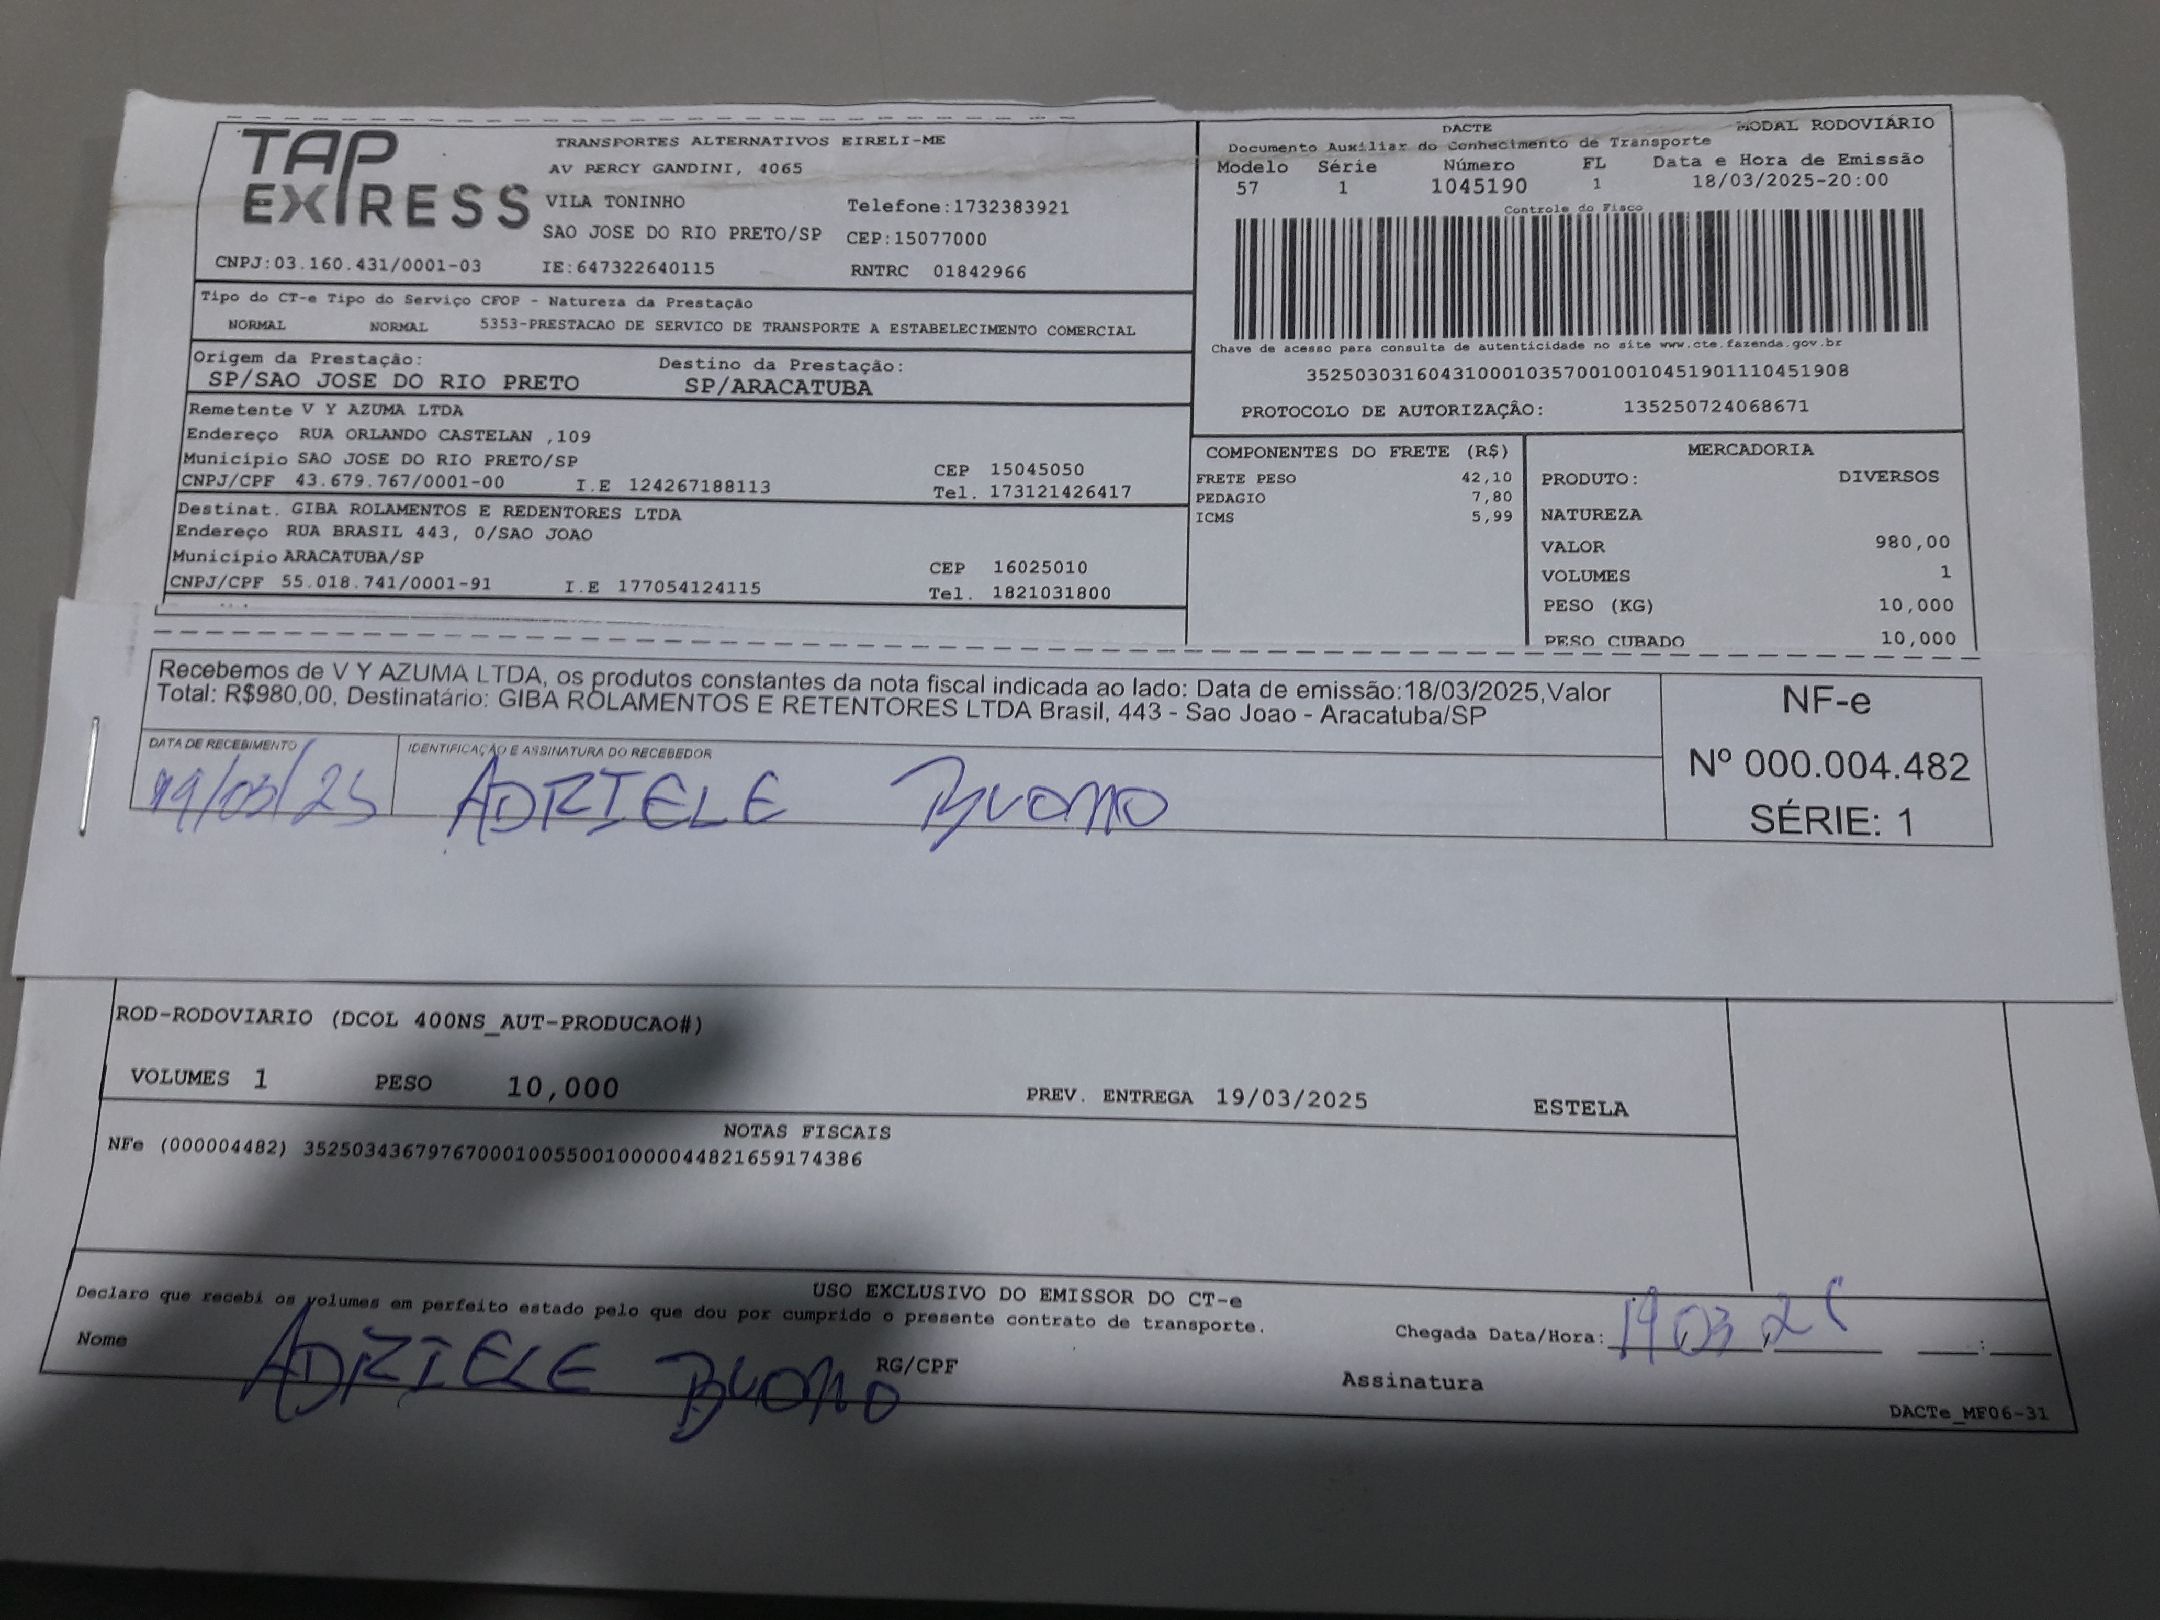 TAP EXPRESS
TRANSPORTES ALTERNATIVOS EIRELI-ME
AV PERCY GANDINI, 4065
VILA TONINHO Telefone:1732383921
SAO JOSE DO RIO PRETO/SP CEP:15077000
CNPJ:03.160.431/0001-03 IE:647322640115 RNTRC 01842966
DACTE MODAL RODOVIÁRIO
Documento Auxiliar do Conhecimento de Transporte
Modelo Série Número FL Data e Hora de Emissão
57 1 1045190 1 18/03/2025-20:00
Controle do Fisco
Chave de acesso para consulta de autenticidade no site www.cte.fazenda.gov.br
35250303160431000103570010010451901110451908
PROTOCOLO DE AUTORIZAÇÃO: 135250724068671
Tipo do CT-e Tipo do Serviço CFOP - Natureza da Prestação
NORMAL NORMAL 5353-PRESTACAO DE SERVICO DE TRANSPORTE A ESTABELECIMENTO COMERCIAL
Origem da Prestação: Destino da Prestação:
SP/SAO JOSE DO RIO PRETO SP/ARACATUBA
Remetente V Y AZUMA LTDA
Endereço RUA ORLANDO CASTELAN ,109
Município SAO JOSE DO RIO PRETO/SP CEP 15045050
CNPJ/CPF 43.679.767/0001-00 I.E 124267188113 Tel. 173121426417
Destinat. GIBA ROLAMENTOS E REDENTORES LTDA
Endereço RUA BRASIL 443, 0/SAO JOAO
Município ARACATUBA/SP CEP 16025010
CNPJ/CPF 55.018.741/0001-91 I.E 177054124115 Tel. 1821031800
COMPONENTES DO FRETE (R$)
FRETE PESO 42,10
PEDAGIO 7,80
ICMS 5,99
MERCADORIA
PRODUTO: DIVERSOS
NATUREZA
VALOR 980,00
VOLUMES 1
PESO (KG) 10,000
PESO CUBADO 10,000
Recebemos de V Y AZUMA LTDA, os produtos constantes da nota fiscal indicada ao lado: Data de emissão:18/03/2025,Valor
Total: R$980,00, Destinatário: GIBA ROLAMENTOS E RETENTORES LTDA Brasil, 443 - Sao Joao - Aracatuba/SP
DATA DE RECEBIMENTO IDENTIFICAÇÃO E ASSINATURA DO RECEBEDOR
19/03/25 ADRIELE BUONO
NF-e
Nº 000.004.482
SÉRIE: 1
ROD-RODOVIARIO (DCOL 400NS_AUT-PRODUCAO#)
VOLUMES 1 PESO 10,000 PREV. ENTREGA 19/03/2025 ESTELA
NOTAS FISCAIS
NFe (000004482) 35250343679767000100550010000044821659174386
USO EXCLUSIVO DO EMISSOR DO CT-e
Declaro que recebi os volumes em perfeito estado pelo que dou por cumprido o presente contrato de transporte.
Chegada Data/Hora: 19 03 25 :
Nome ADRIELE BUONO RG/CPF Assinatura
DACTe_MF06-31